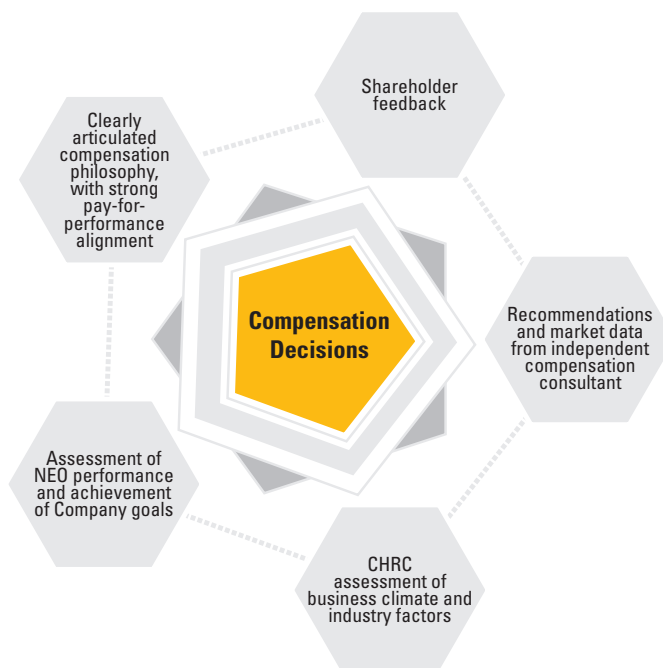 Shareholder
feedback
Clearly
articulated
compensation
philosophy,
with strong
pay-for-
performance
alignment
Compensation
Decisions
Recommendations
and market data
from independent
compensation
consultant
Assessment of
NEO performance
and achievement
of Company goals
CHRC
assessment of
business climate and
industry factors